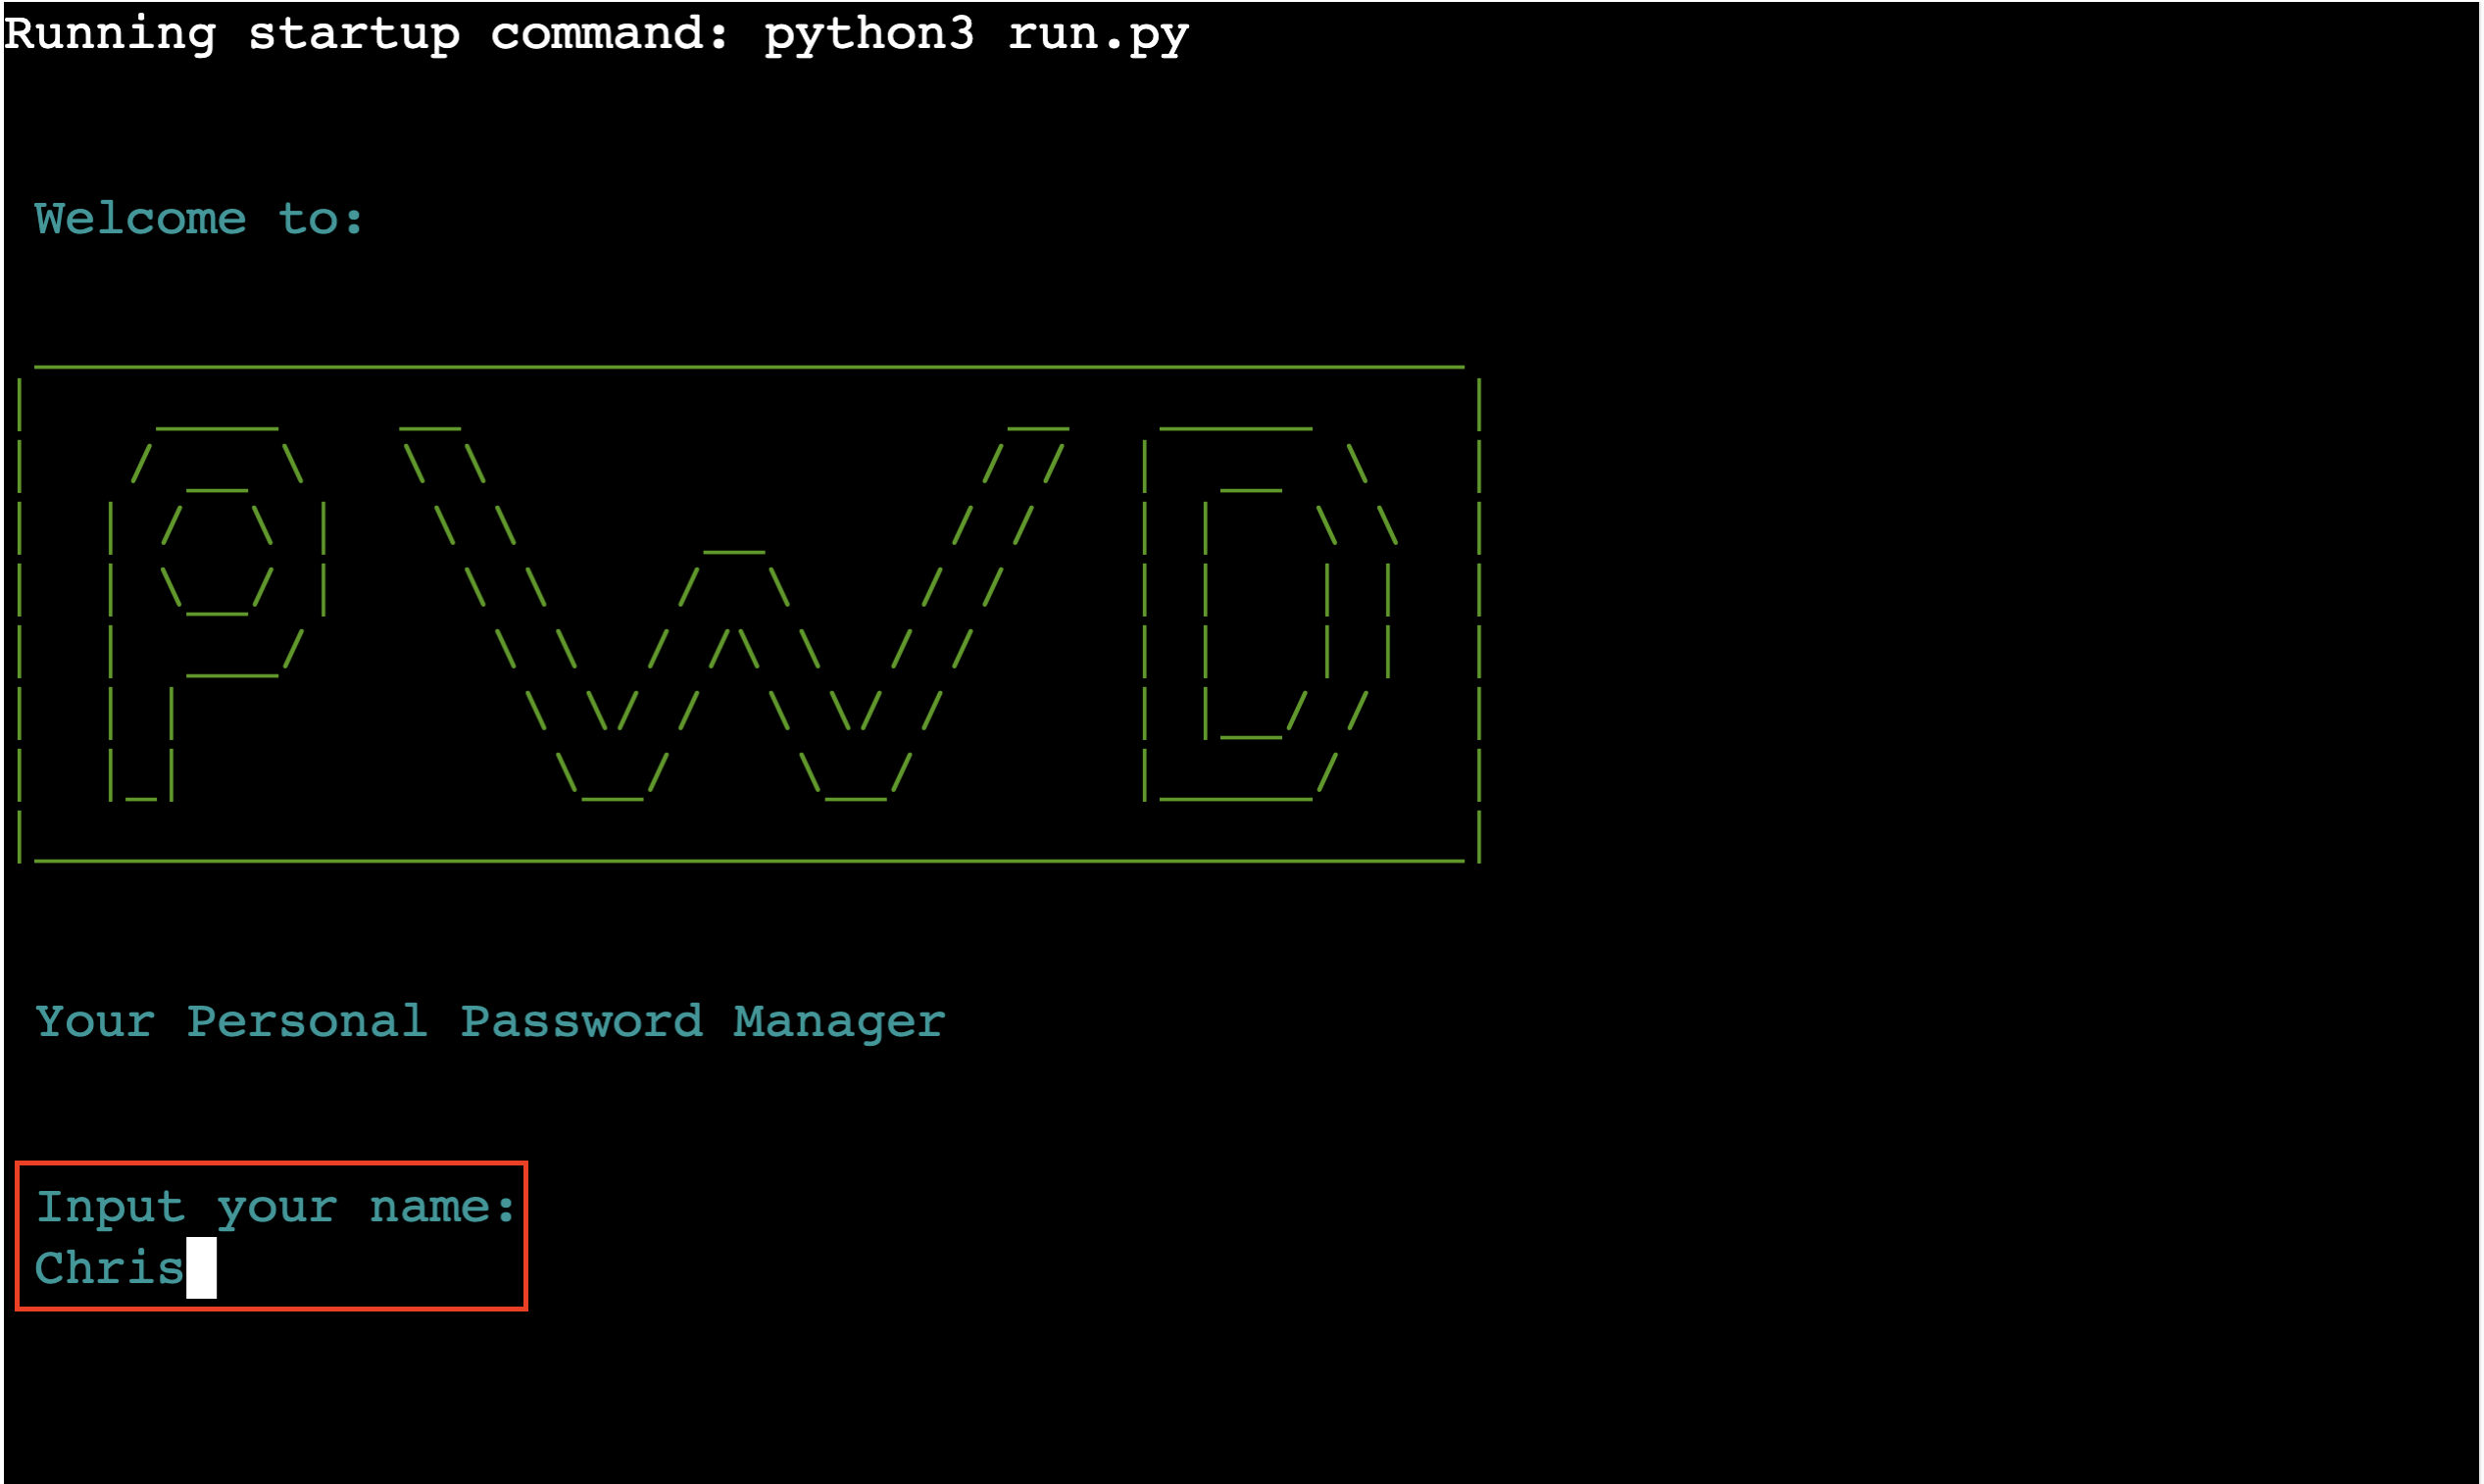 Running startup command: python3 run.py
Welcome to:
PWD
Your Personal Password Manager
Input your name:
Chris